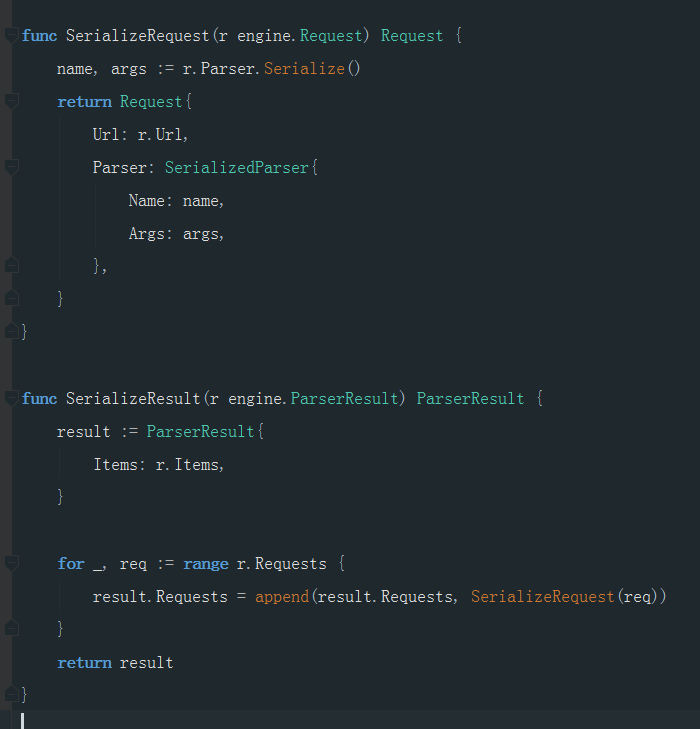 func SerializeRequest(r engine.Request) Request {
    name, args := r.Parser.Serialize()
    return Request{
        Url: r.Url,
        Parser: SerializedParser{
            Name: name,
            Args: args,
        },
    }
}

func SerializeResult(r engine.ParserResult) ParserResult {
    result := ParserResult{
        Items: r.Items,
    }

    for _, req := range r.Requests {
        result.Requests = append(result.Requests, SerializeRequest(req))
    }
    return result
}